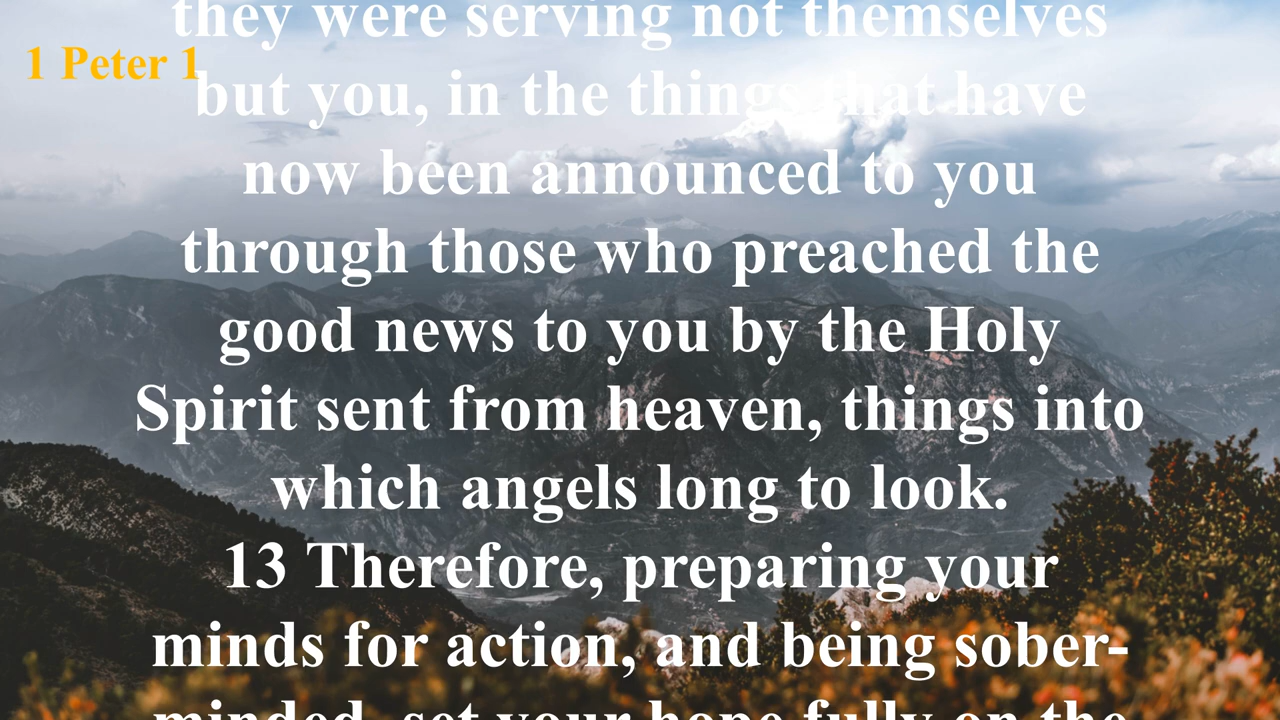 they were serving not themselves
1 Peter 1
but you, in the things that have
now been announced to you
through those who preached the
good news to you by the Holy
Spirit sent from heaven, things into
which angels long to look.
13 Therefore, preparing your
minds for action, and being sober-
minded, set your hope fully on the